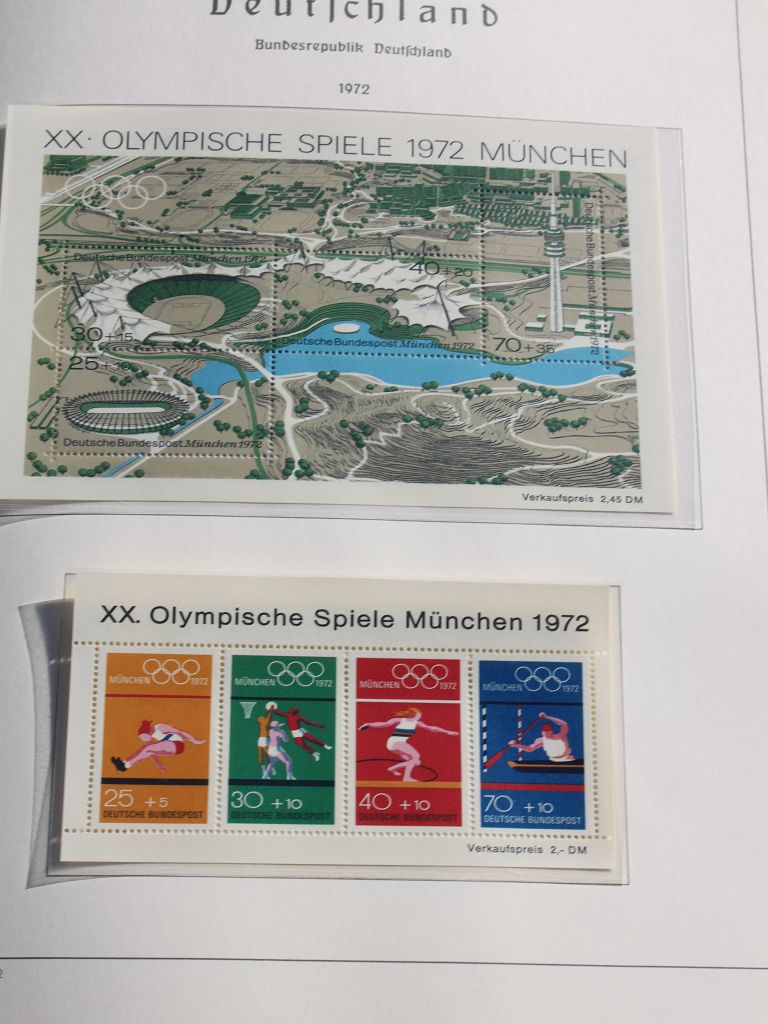 Deutschland
Bundesrepublik Deutschland
1972
XX. OLYMPISCHE SPIELE 1972 MÜNCHEN
Deutsche Bundespost München 1972
30+15
40+20
Deutsche Bundespost München 1972
70+35
Deutsche Bundespost München 1972
25+10
Deutsche Bundespost München 1972
Verkaufspreis 2,45 DM
XX. Olympische Spiele München 1972
MÜNCHEN 1972
25 +5
DEUTSCHE BUNDESPOST
MÜNCHEN 1972
30 +10
DEUTSCHE BUNDESPOST
MÜNCHEN 1972
40 +10
DEUTSCHE BUNDESPOST
MÜNCHEN 1972
70 +10
DEUTSCHE BUNDESPOST
Verkaufspreis 2,- DM